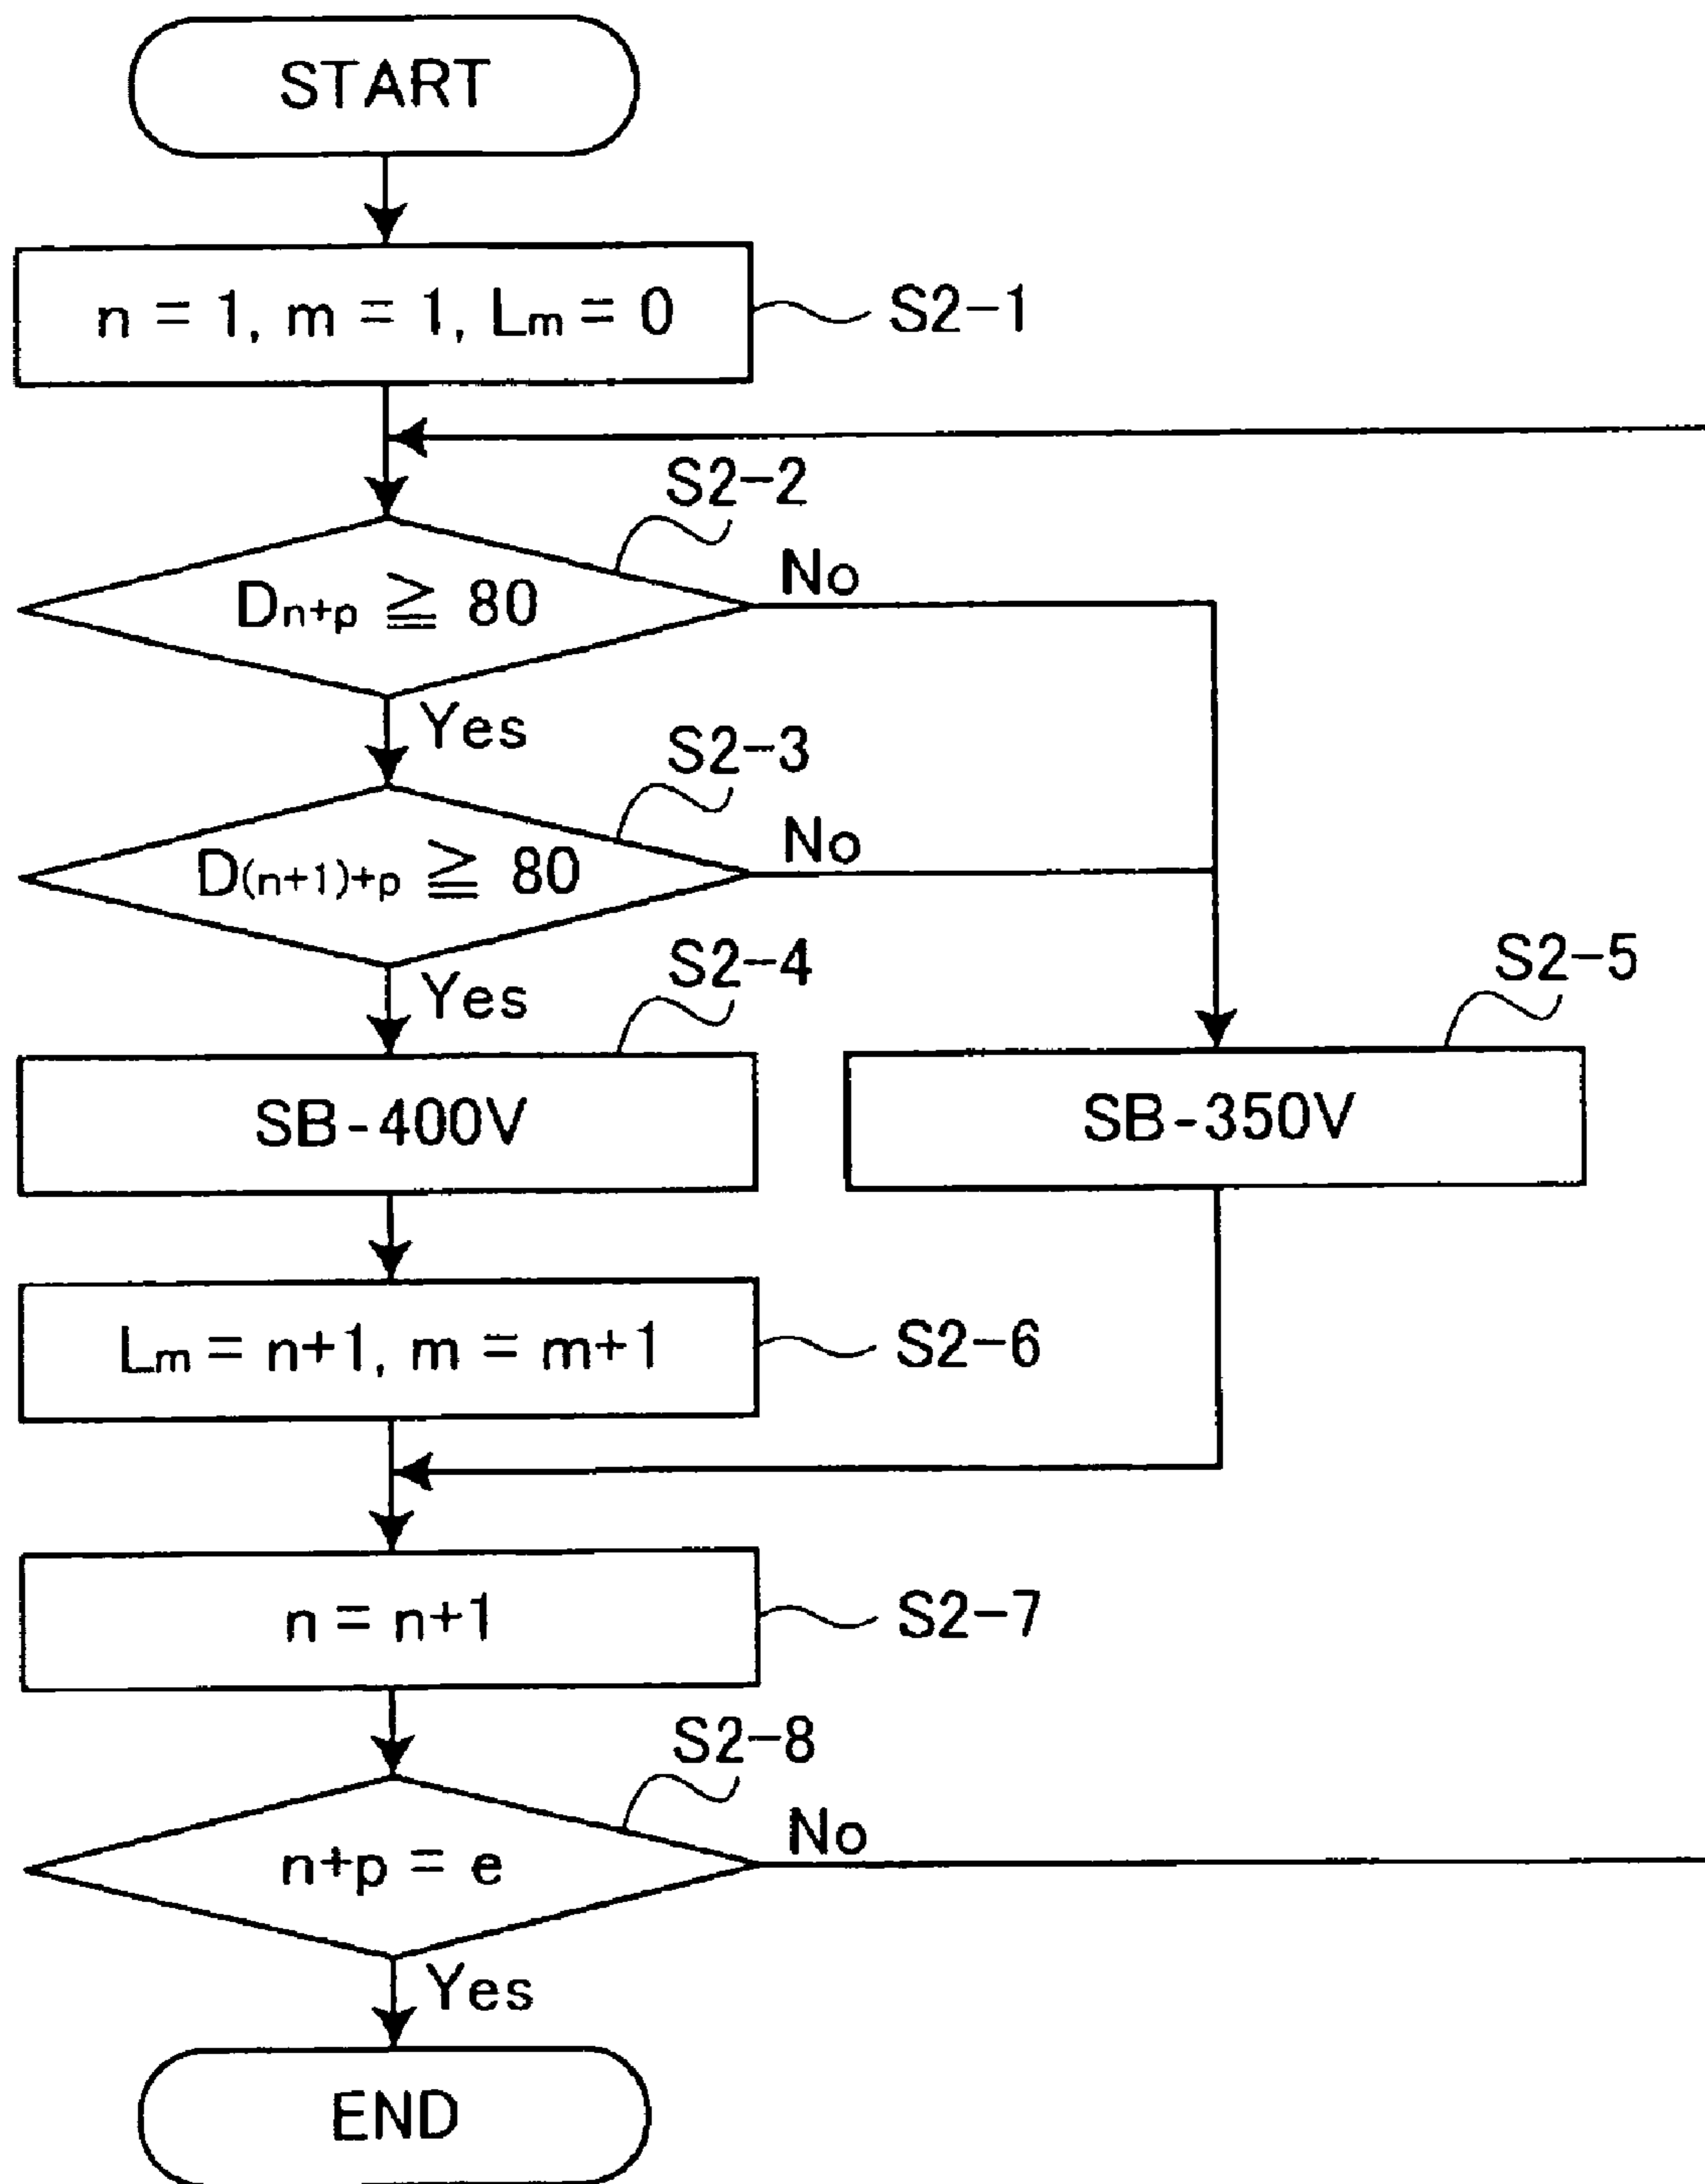 START
n = 1, m = 1, Lm = 0
S2-1
S2-2
Dn+p ≧ 80
No
Yes
S2-3
D(n+1)+p ≧ 80
No
Yes
S2-4
S2-5
SB-400V
SB-350V
Lm = n+1, m = m+1
S2-6
n = n+1
S2-7
S2-8
n+p = e
No
Yes
END